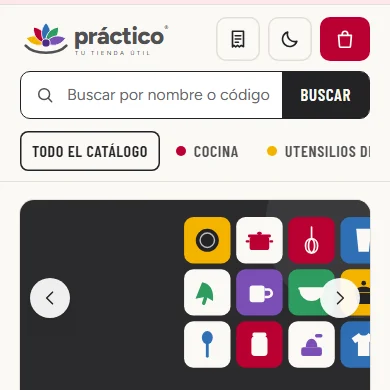 práctico®
TU TIENDA ÚTIL
Buscar por nombre o código
BUSCAR
TODO EL CATÁLOGO
COCINA
UTENSILIOS D